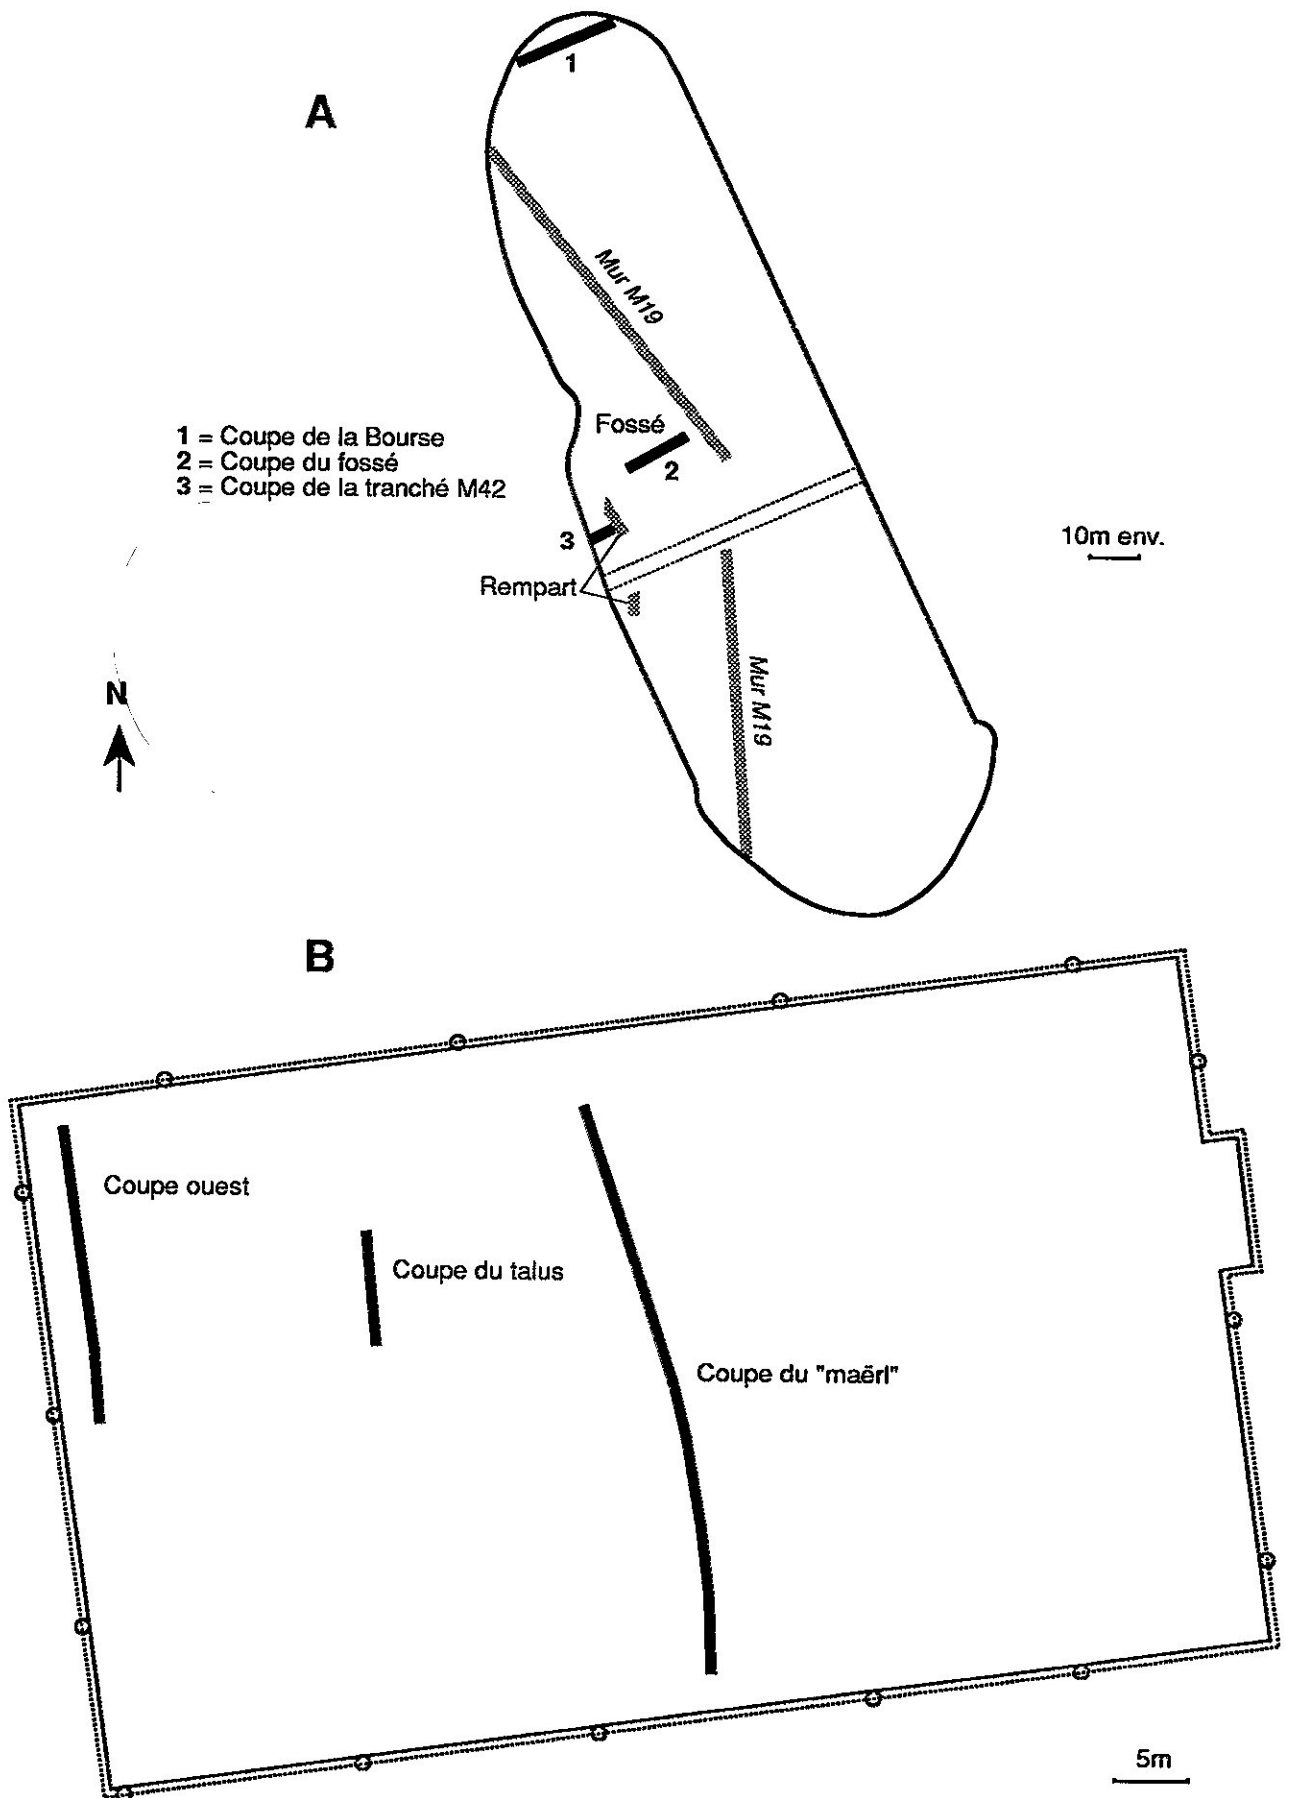 A
1
Mur M19
Fossé
2
1 = Coupe de la Bourse
2 = Coupe du fossé
3 = Coupe de la tranché M42
3
10m env.
Rempart
N
Mur M19
B
Coupe ouest
Coupe du talus
Coupe du "maërl"
5m